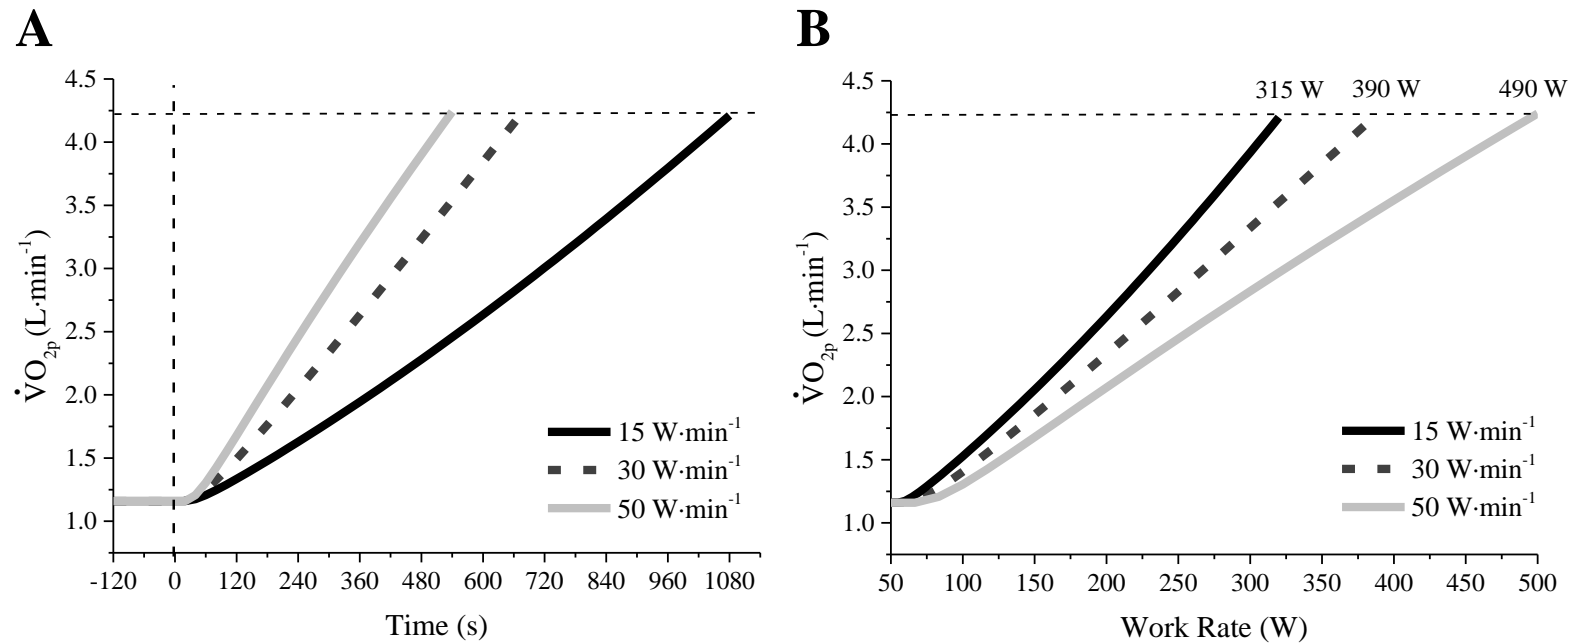 A
4.5
4.0
3.5
3.0
2.5
2.0
1.5
1.0
V̇O₂ₚ (L·min⁻¹)
15 W·min⁻¹
30 W·min⁻¹
50 W·min⁻¹
-120 0 120 240 360 480 600 720 840 960 1080
Time (s)
B
315 W 390 W 490 W
4.5
4.0
3.5
3.0
2.5
2.0
1.5
1.0
V̇O₂ₚ (L·min⁻¹)
15 W·min⁻¹
30 W·min⁻¹
50 W·min⁻¹
50 100 150 200 250 300 350 400 450 500
Work Rate (W)